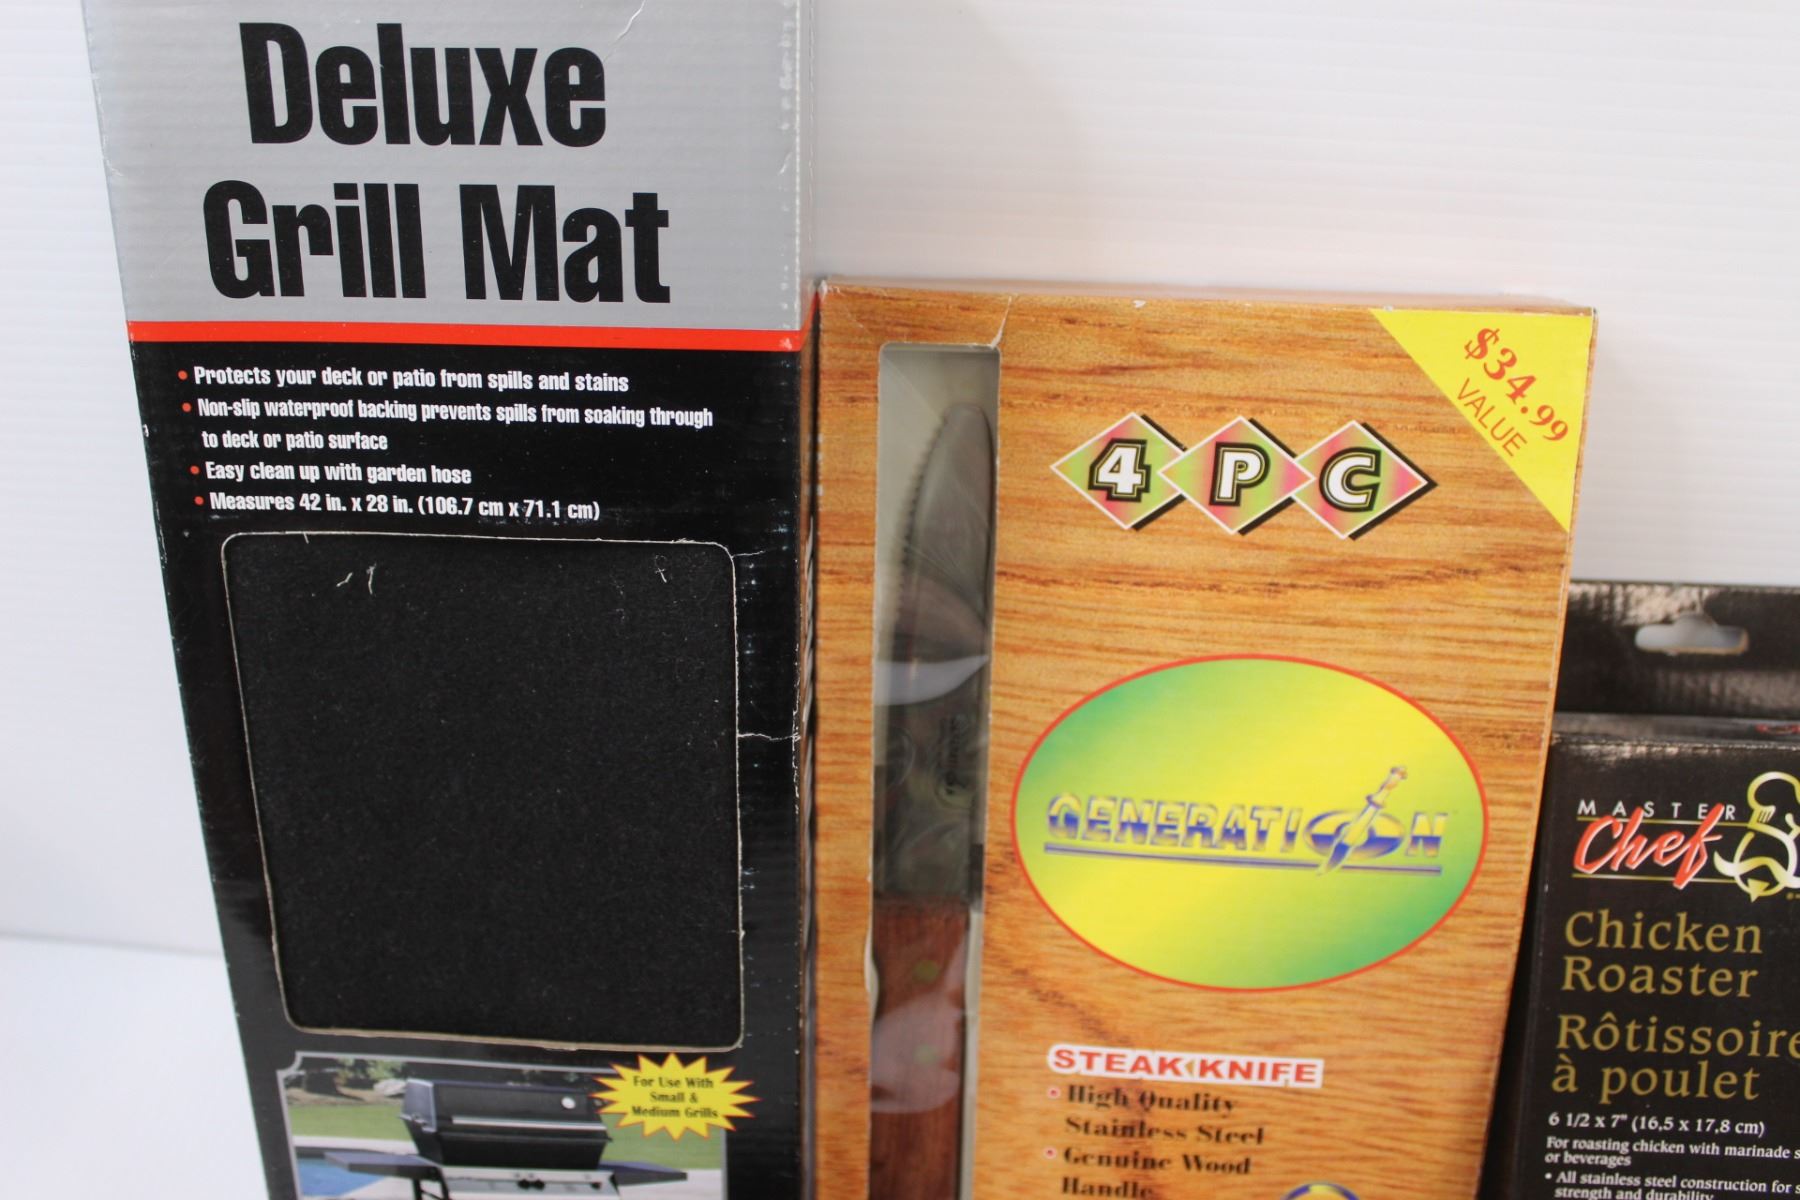 Deluxe
Grill Mat
• Protects your deck or patio from spills and stains
• Non-slip waterproof backing prevents spills from soaking through
to deck or patio surface
• Easy clean up with garden hose
• Measures 42 in. x 28 in. (106.7 cm x 71.1 cm)
For Use With
Small &
Medium Grills
$34.99
VALUE
4 P C
GENERATION
STEAK KNIFE
• High Quality
Stainless Steel
• Genuine Wood
Handle
MASTER
Chef
Chicken
Roaster
Rôtissoire
à poulet
6 1/2 x 7" (16,5 x 17,8 cm)
For roasting chicken with marinade
or beverages
• All stainless steel construction for
strength and durability